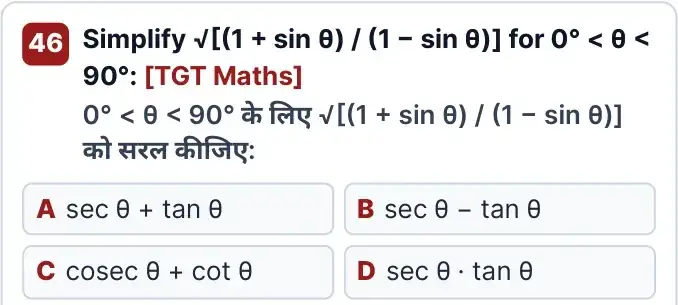 46 Simplify √[(1 + sin θ) / (1 − sin θ)] for 0° < θ <
90°: [TGT Maths]
0° < θ < 90° के लिए √[(1 + sin θ) / (1 − sin θ)]
को सरल कीजिए:
A sec θ + tan θ
B sec θ − tan θ
C cosec θ + cot θ
D sec θ · tan θ